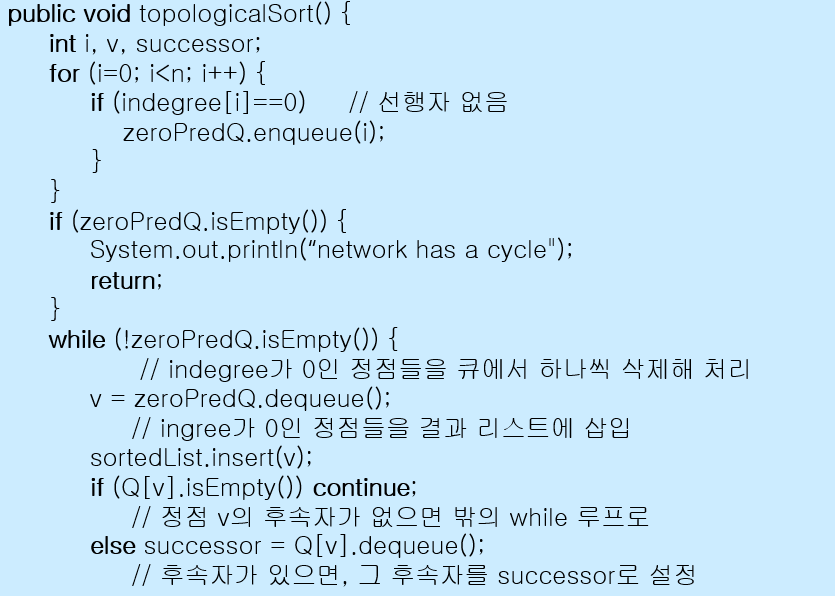 public void topologicalSort() {
int i, v, successor;
for (i=0; i<n; i++) {
if (indegree[i]==0) // 선행자 없음
zeroPredQ.enqueue(i);
}
}
if (zeroPredQ.isEmpty()) {
System.out.println(“network has a cycle");
return;
}
while (!zeroPredQ.isEmpty()) {
// indegree가 0인 정점들을 큐에서 하나씩 삭제해 처리
v = zeroPredQ.dequeue();
// ingree가 0인 정점들을 결과 리스트에 삽입
sortedList.insert(v);
if (Q[v].isEmpty()) continue;
// 정점 v의 후속자가 없으면 밖의 while 루프로
else successor = Q[v].dequeue();
// 후속자가 있으면, 그 후속자를 successor로 설정